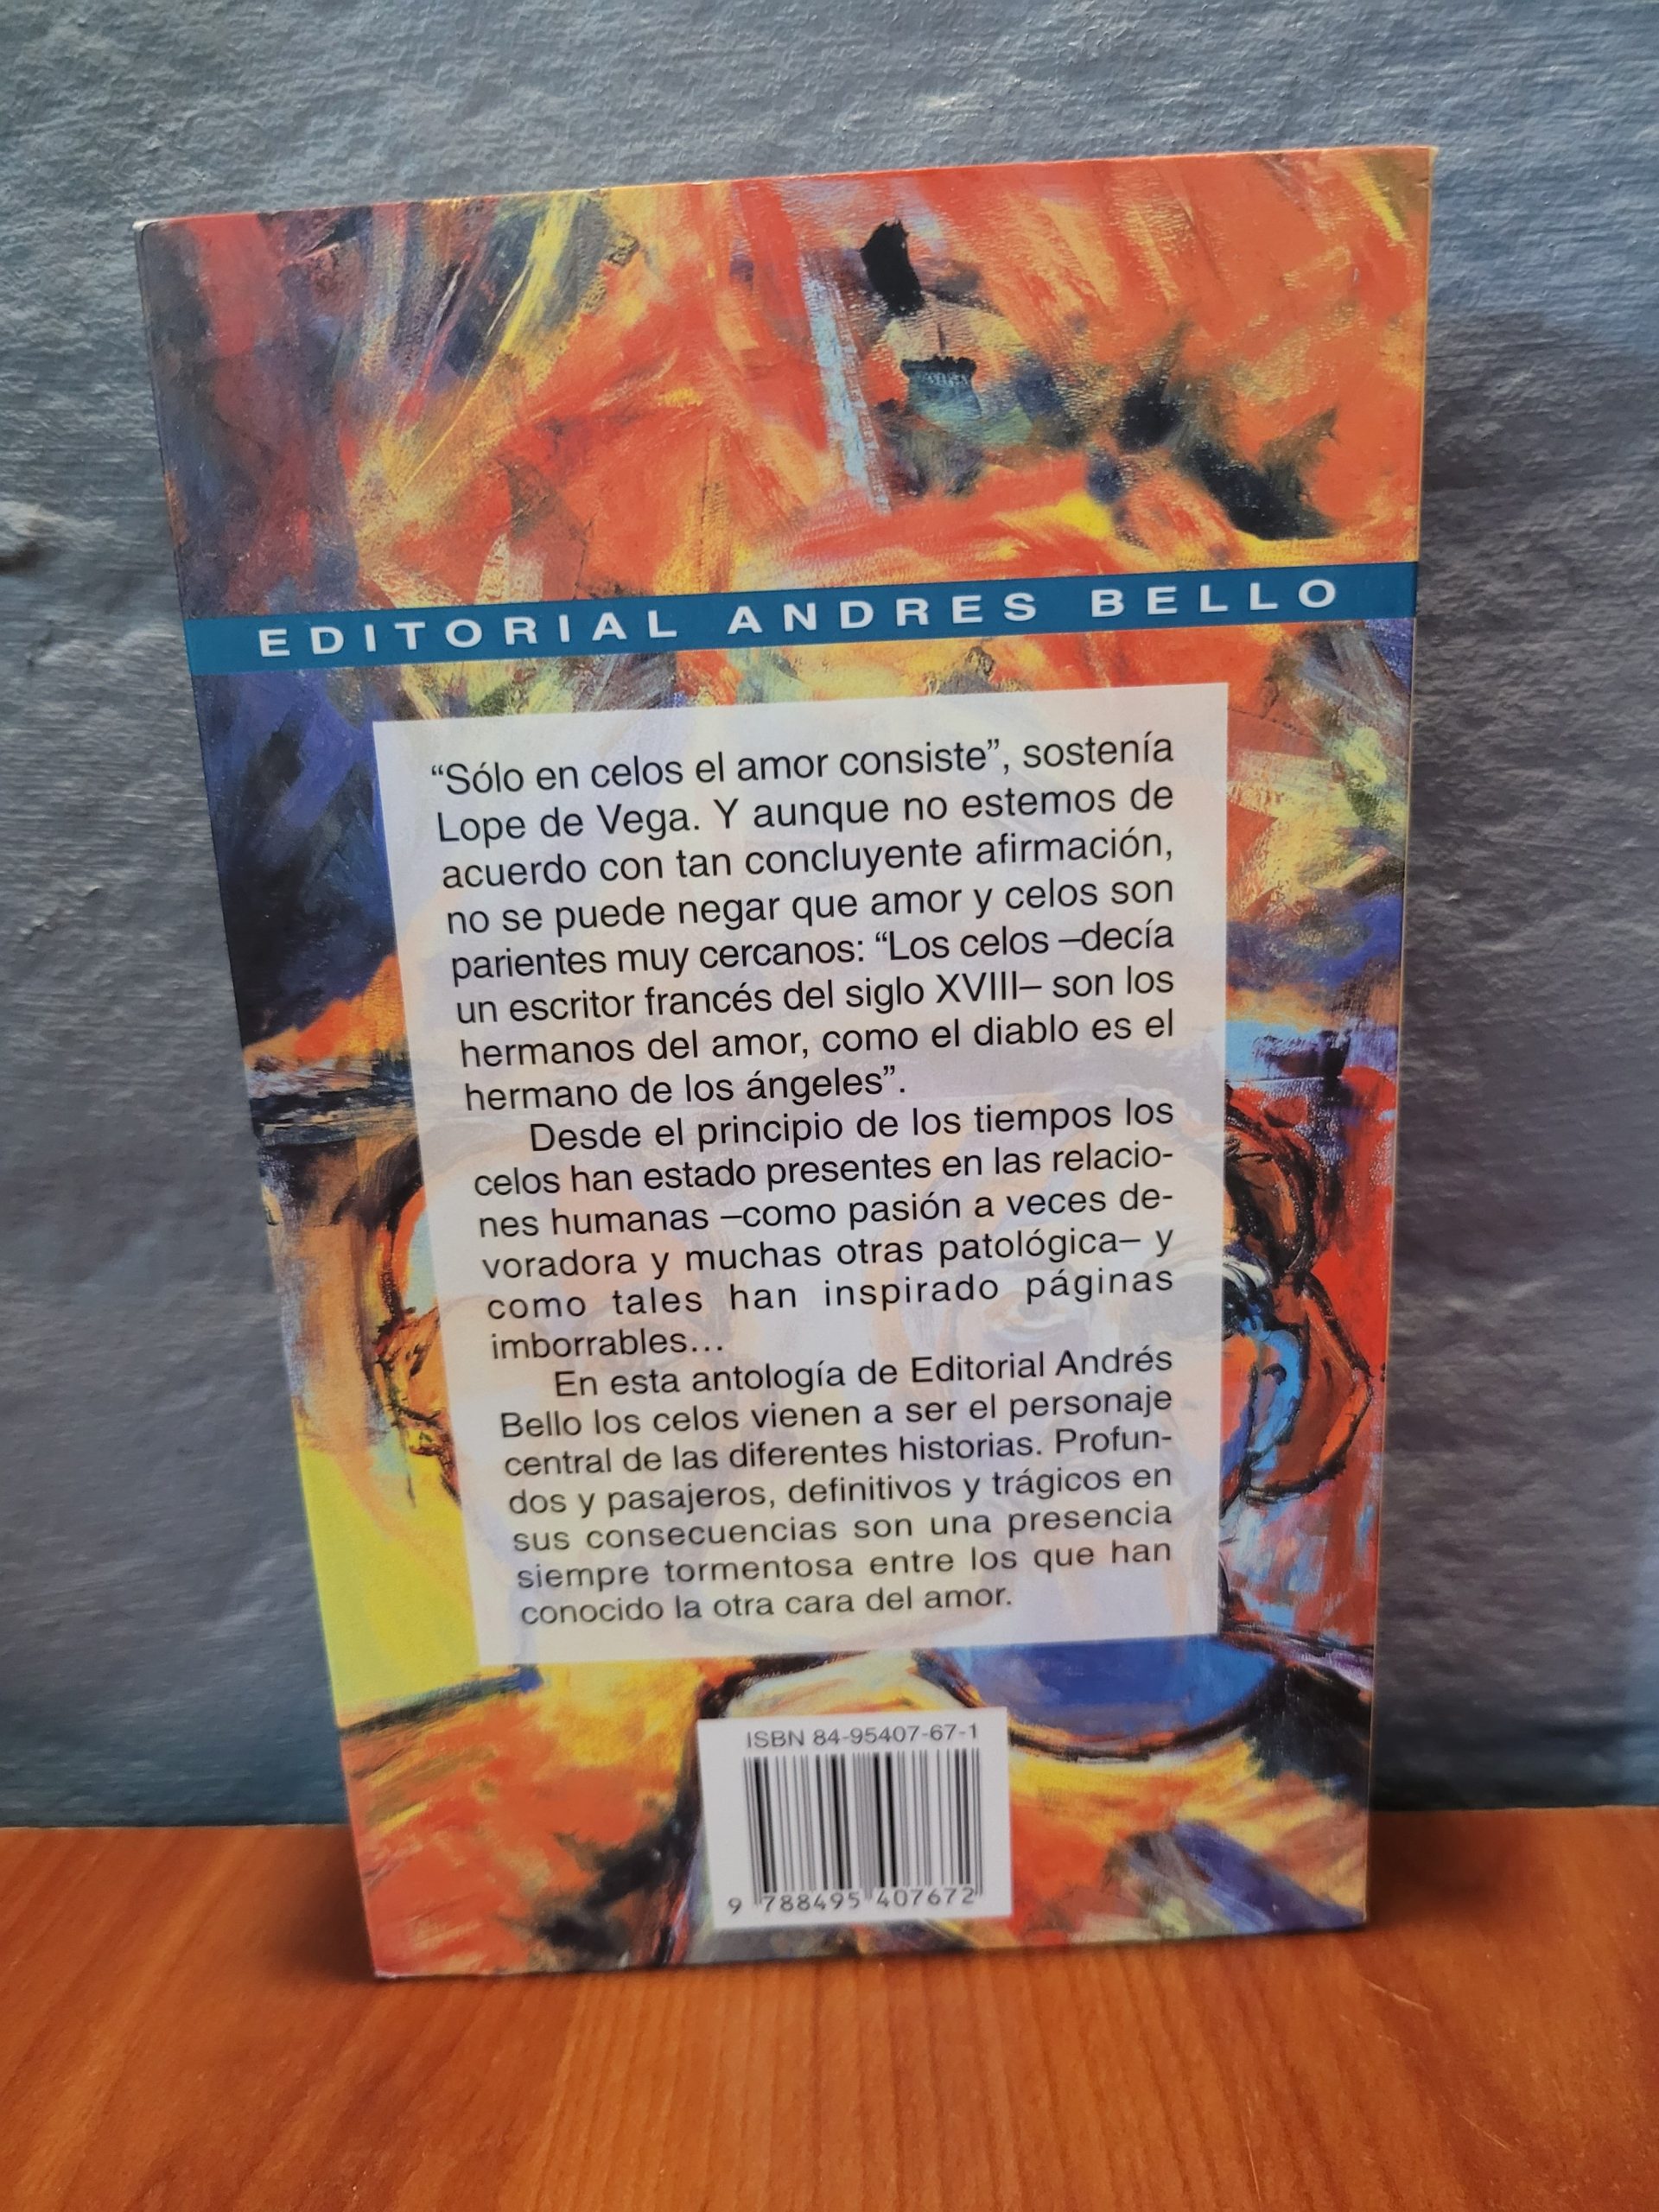 EDITORIAL ANDRES BELLO
“Sólo en celos el amor consiste”, sostenía
Lope de Vega. Y aunque no estemos de
acuerdo con tan concluyente afirmación,
no se puede negar que amor y celos son
parientes muy cercanos: “Los celos –decía
un escritor francés del siglo XVIII– son los
hermanos del amor, como el diablo es el
hermano de los ángeles”.
Desde el principio de los tiempos los
celos han estado presentes en las relacio-
nes humanas –como pasión a veces de-
voradora y muchas otras patológica– y
como tales han inspirado páginas
imborrables...
En esta antología de Editorial Andrés
Bello los celos vienen a ser el personaje
central de las diferentes historias. Profun-
dos y pasajeros, definitivos y trágicos en
sus consecuencias son una presencia
siempre tormentosa entre los que han
conocido la otra cara del amor.
ISBN 84-95407-67-1
9 788495 407672